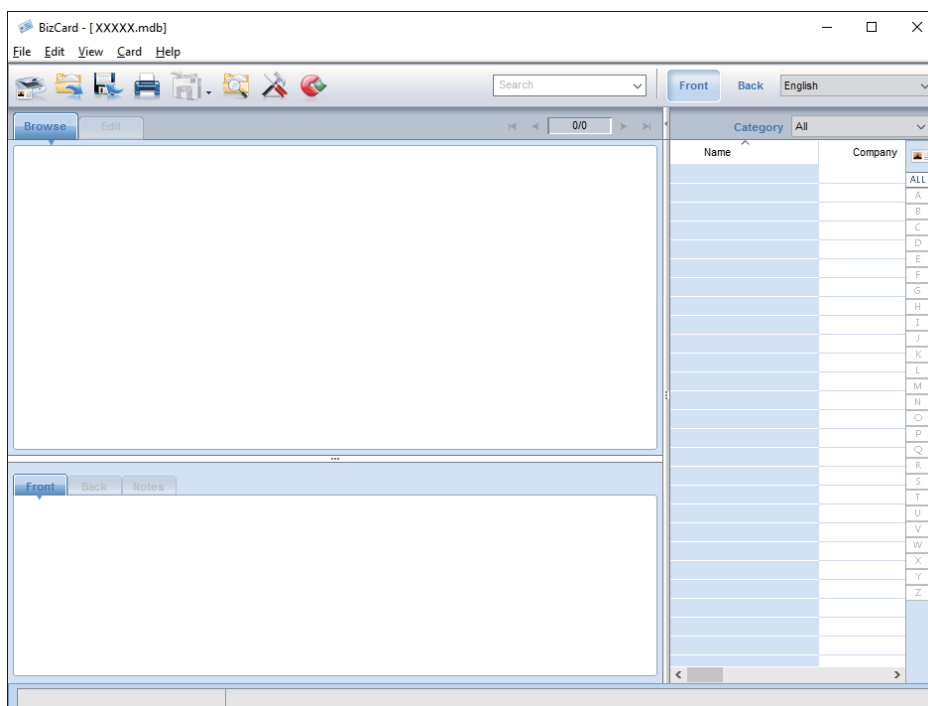 BizCard - [XXXXX.mdb]
File Edit View Card Help
Search
Front Back English
Browse Edit 0/0 Category All
Name Company
ALL
A
B
C
D
E
F
G
H
I
J
K
L
M
N
O
P
Q
R
S
T
U
V
W
X
Y
Z
Front Back Notes